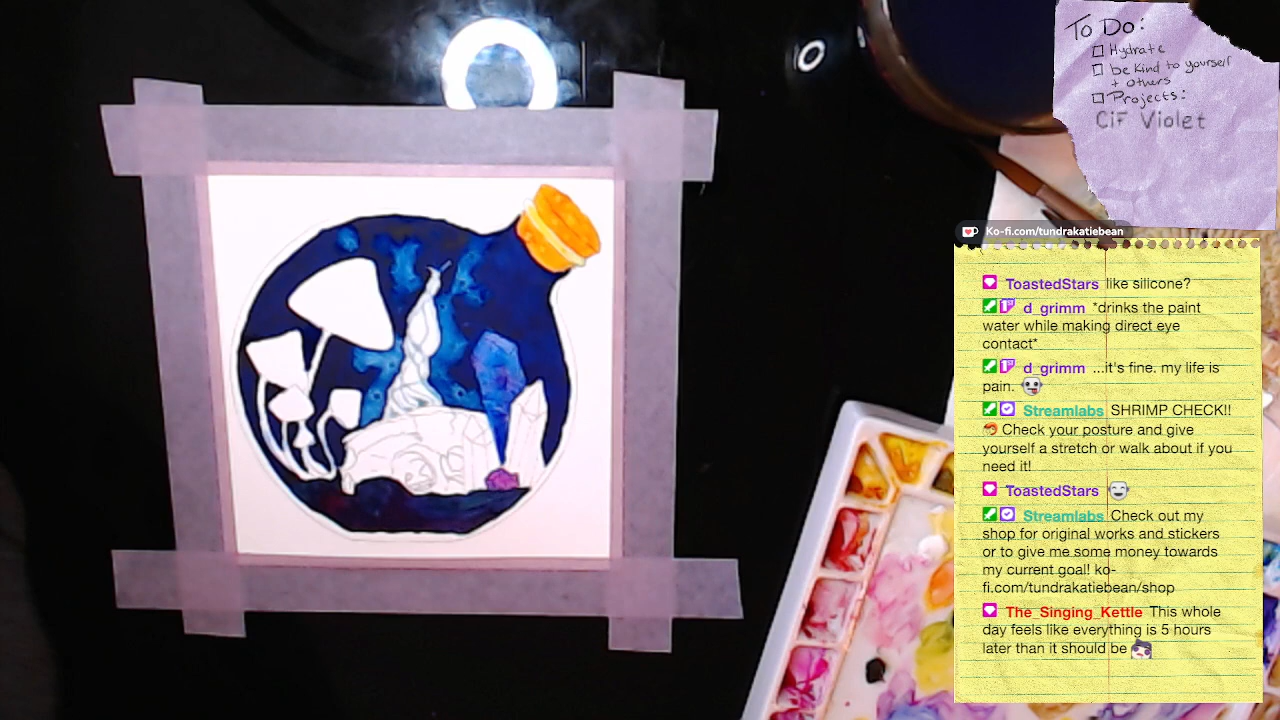 To Do:
Hydrate
be Kind to yourself
+ others
Projects:
CiF Violet
Ko-fi.com/tundrakatiebean
ToastedStars like silicone?
d_grimm *drinks the paint
water while making direct eye
contact*
d_grimm ...it's fine. my life is
pain.
Streamlabs SHRIMP CHECK!!
Check your posture and give
yourself a stretch or walk about if you
need it!
ToastedStars
Streamlabs Check out my
shop for original works and stickers
or to give me some money towards
my current goal! ko-
fi.com/tundrakatiebean/shop
The_Singing_Kettle This whole
day feels like everything is 5 hours
later than it should be